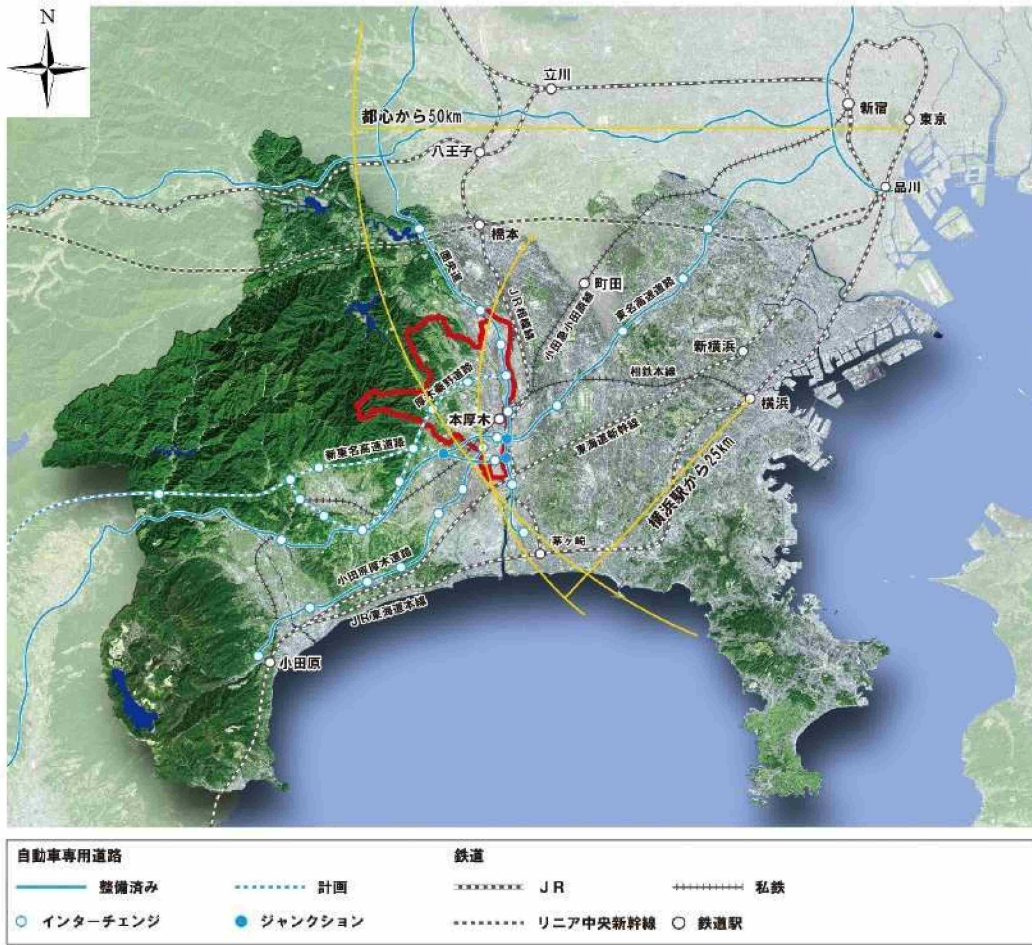 N
立川
都心から50km
新宿
東京
八王子
品川
橋本
圏央道
町田
JR相模線
小田急小田原線
東名高速道路
新横浜
相鉄本線
厚木秦野道路
横浜
本厚木
東海道新幹線
新東名高速道路
横浜駅から25km
茅ヶ崎
小田原厚木道路
JR東海道本線
小田原
自動車専用道路
鉄道
整備済み
計画
JR
私鉄
インターチェンジ
ジャンクション
リニア中央新幹線
鉄道駅